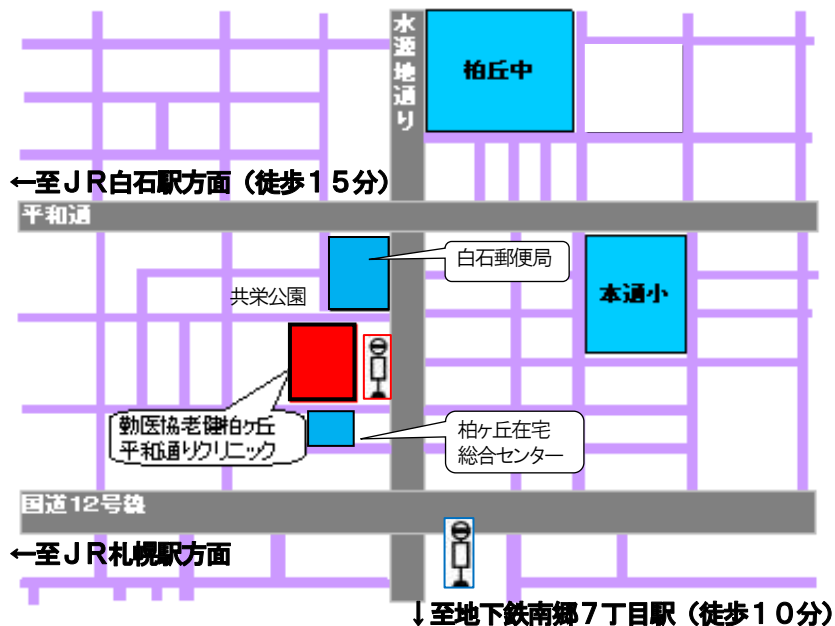 水源地通り
柏丘中
←至ＪＲ白石駅方面（徒歩１５分）
平和通
白石郵便局
共栄公園
本通小
勤医協老健柏ヶ丘
平和通りクリニック
柏ヶ丘在宅
総合センター
国道12号線
←至ＪＲ札幌駅方面
↓至地下鉄南郷７丁目駅（徒歩１０分）